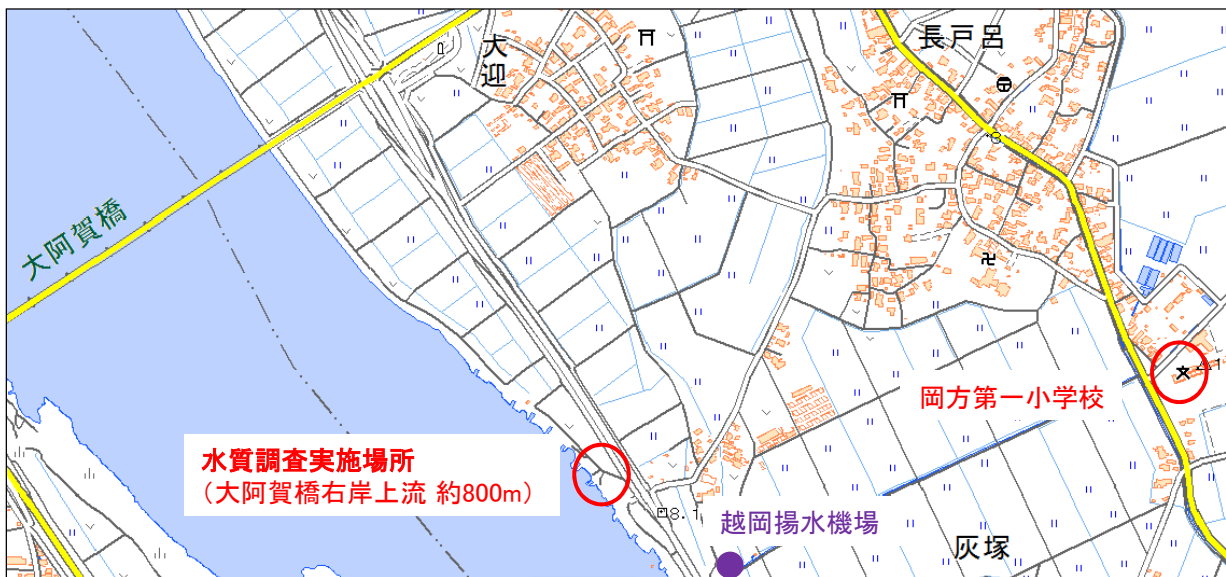 大迎
長戸呂
8
大阿賀橋
岡方第一小学校
水質調査実施場所
（大阿賀橋右岸上流 約800m）
8.1
越岡揚水機場
灰塚